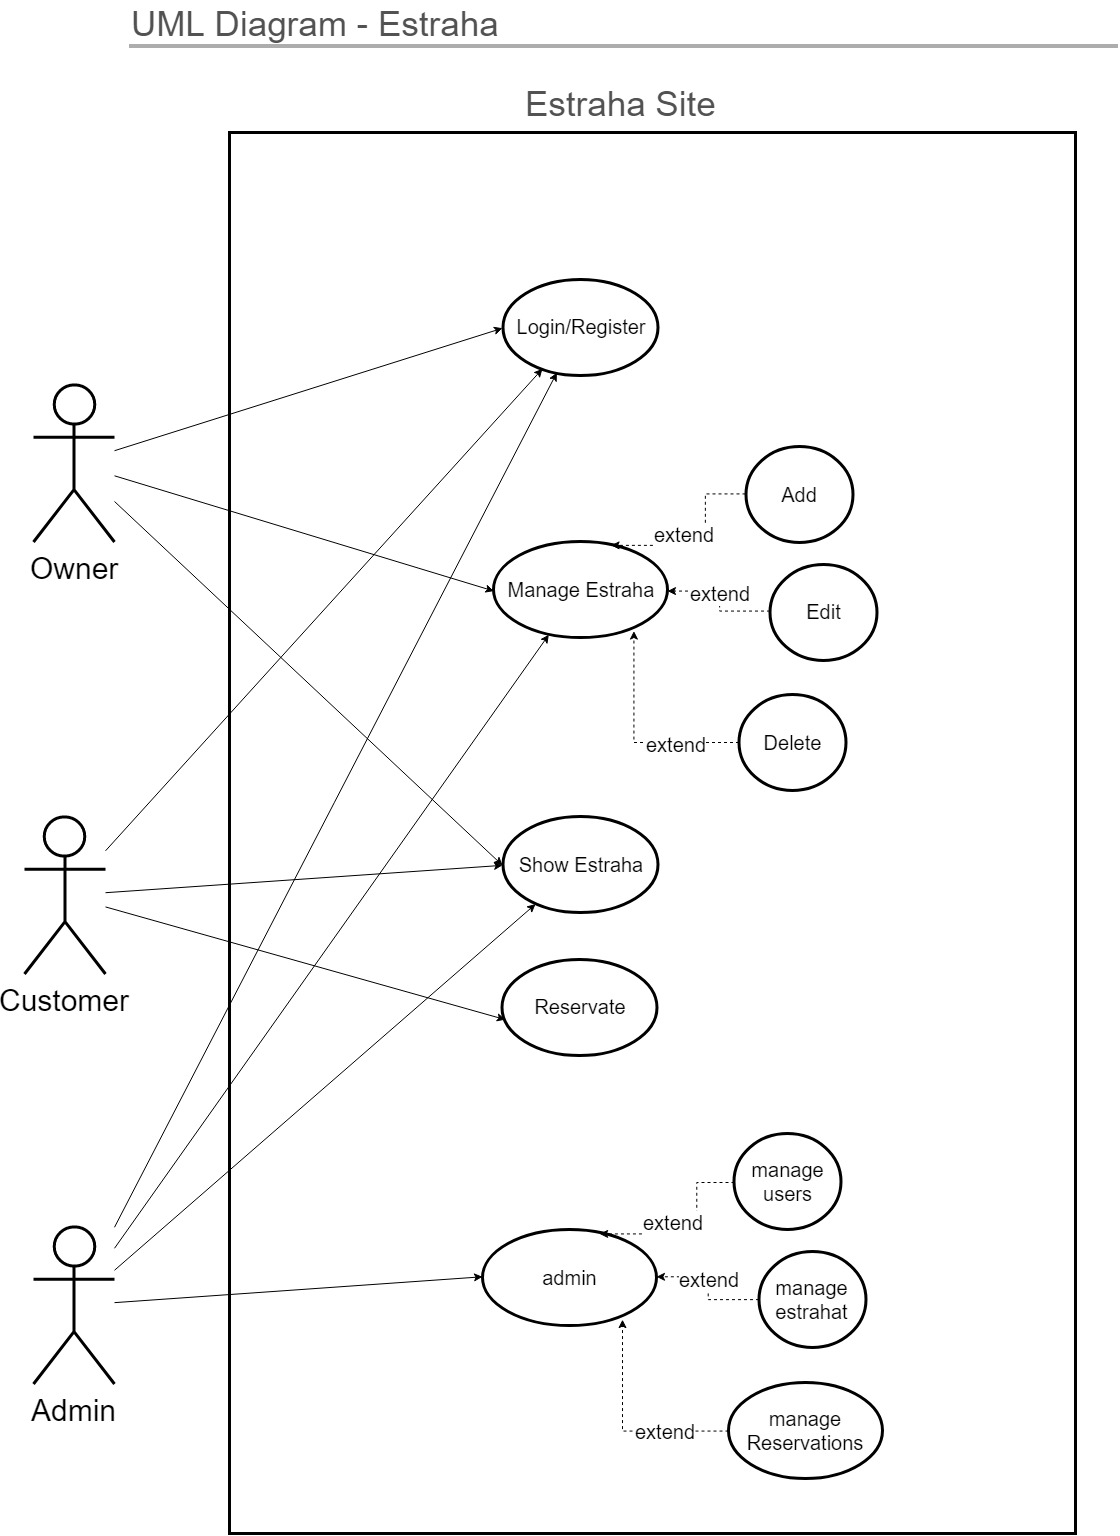 UML Diagram - Estraha
Estraha Site
Login/Register
Owner
Add
extend
Manage Estraha
extend
Edit
extend
Delete
Show Estraha
Customer
Reservate
manage
users
extend
admin
extend
manage
estrahat
Admin
extend
manage
Reservations